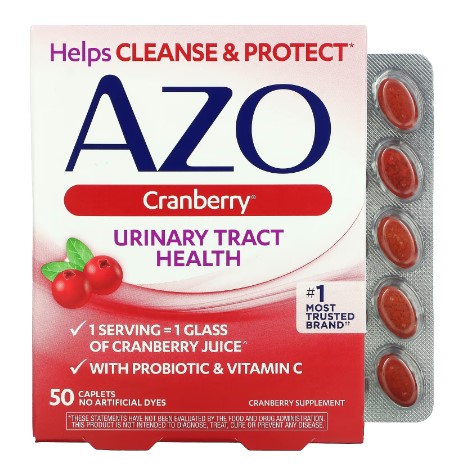 Helps CLEANSE & PROTECT*
AZO
Cranberry^
URINARY TRACT
HEALTH
#1
MOST
TRUSTED
BRAND††
✓ 1 SERVING = 1 GLASS
OF CRANBERRY JUICE^
✓ WITH PROBIOTIC & VITAMIN C
50 CAPLETS
NO ARTIFICIAL DYES
CRANBERRY SUPPLEMENT
*THESE STATEMENTS HAVE NOT BEEN EVALUATED BY THE FOOD AND DRUG ADMINISTRATION.
THIS PRODUCT IS NOT INTENDED TO DIAGNOSE, TREAT, CURE OR PREVENT ANY DISEASE.